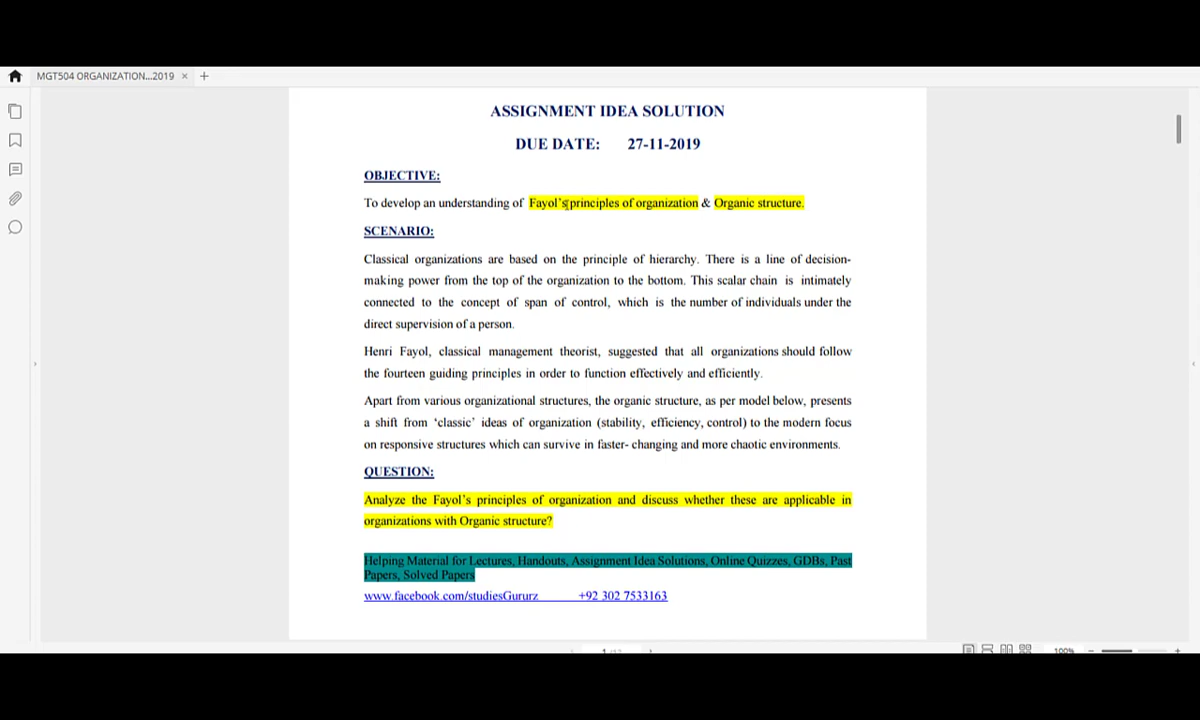 MGT504 ORGANIZATION...2019
ASSIGNMENT IDEA SOLUTION
DUE DATE: 27-11-2019
OBJECTIVE:
To develop an understanding of Fayol's principles of organization & Organic structure.
SCENARIO:
Classical organizations are based on the principle of hierarchy. There is a line of decision-
making power from the top of the organization to the bottom. This scalar chain is intimately
connected to the concept of span of control, which is the number of individuals under the
direct supervision of a person.
Henri Fayol, classical management theorist, suggested that all organizations should follow
the fourteen guiding principles in order to function effectively and efficiently.
Apart from various organizational structures, the organic structure, as per model below, presents
a shift from 'classic' ideas of organization (stability, efficiency, control) to the modern focus
on responsive structures which can survive in faster- changing and more chaotic environments.
QUESTION:
Analyze the Fayol's principles of organization and discuss whether these are applicable in
organizations with Organic structure?
Helping Material for Lectures, Handouts, Assignment Idea Solutions, Online Quizzes, GDBs, Past
Papers, Solved Papers
www.facebook.com/studiesGururz +92 302 7533163
100%